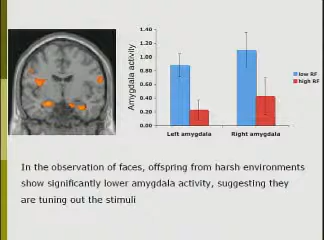 1.40
1.20
1.00
0.80
0.60
0.40
0.20
0.00
Amygdala activity
Left amygdala
Right amygdala
low RF
high RF
In the observation of faces, offspring from harsh environments
show significantly lower amygdala activity, suggesting they
are tuning out the stimuli